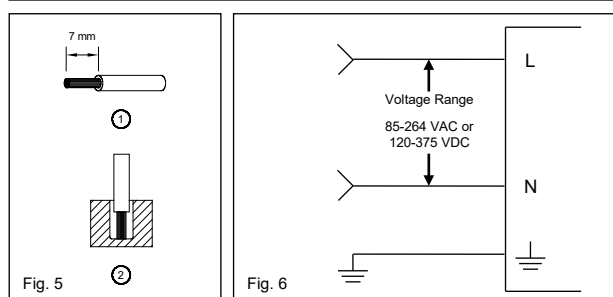 7 mm
1
2
Fig. 5
L
Voltage Range
85-264 VAC or
120-375 VDC
N
Fig. 6